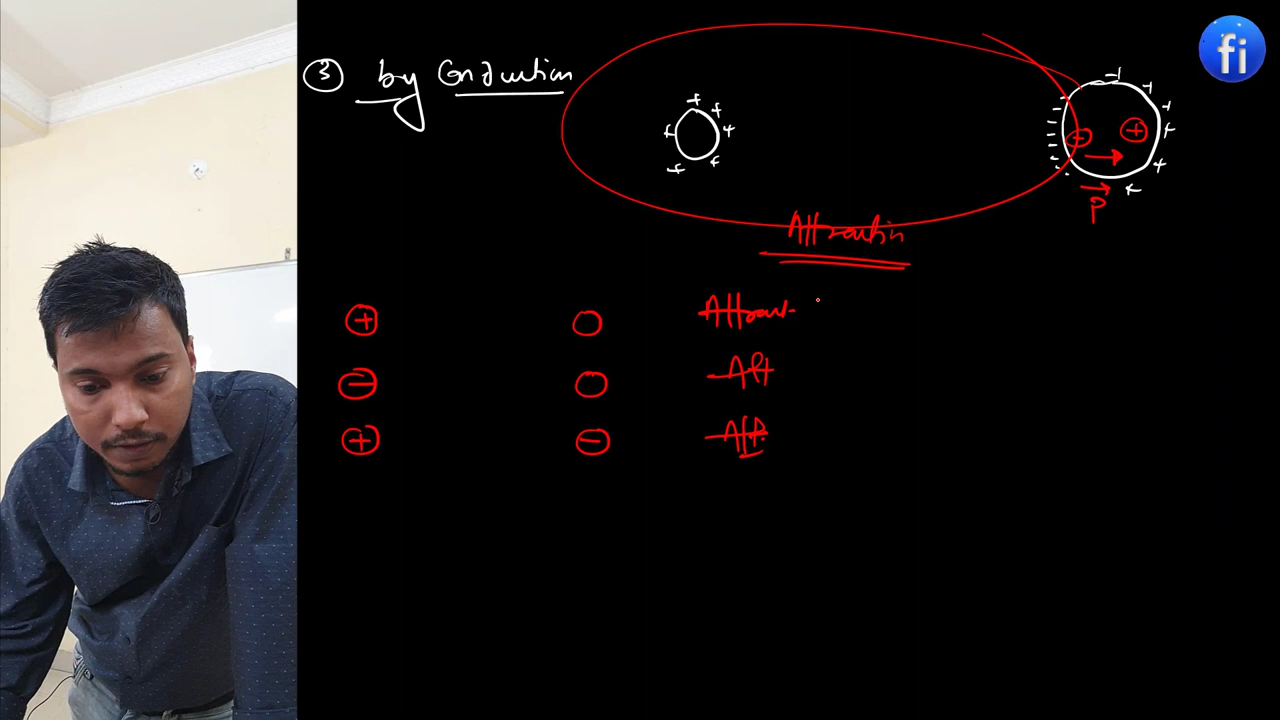 ③ by Conduction
+ + + + + + +
- - - - - - + + + + + +
- +
P
Attraction
+ ○ Attract.
- ○ Att
+ - Att.
fi